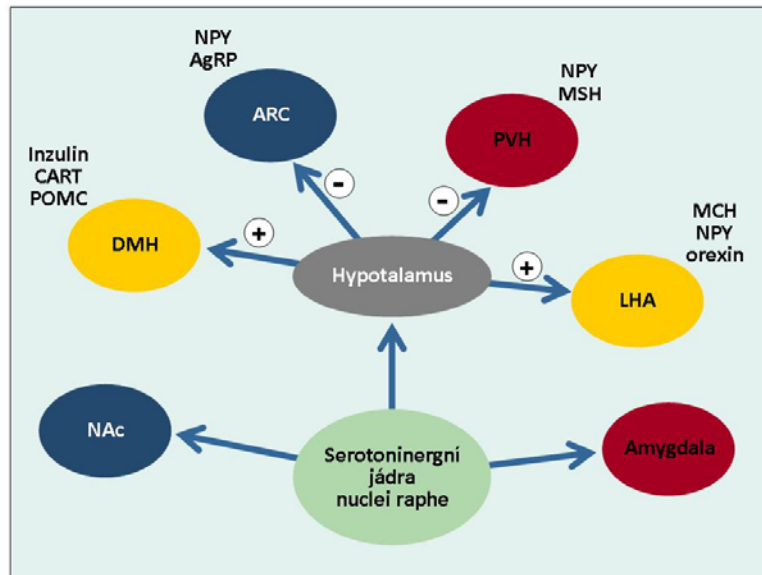 NPY
AgRP
ARC
NPY
MSH
PVH
Inzulin
CART
POMC
DMH
-
-
+
+
Hypotalamus
MCH
NPY
orexin
LHA
NAc
Serotoninergní
jádra
nuclei raphe
Amygdala